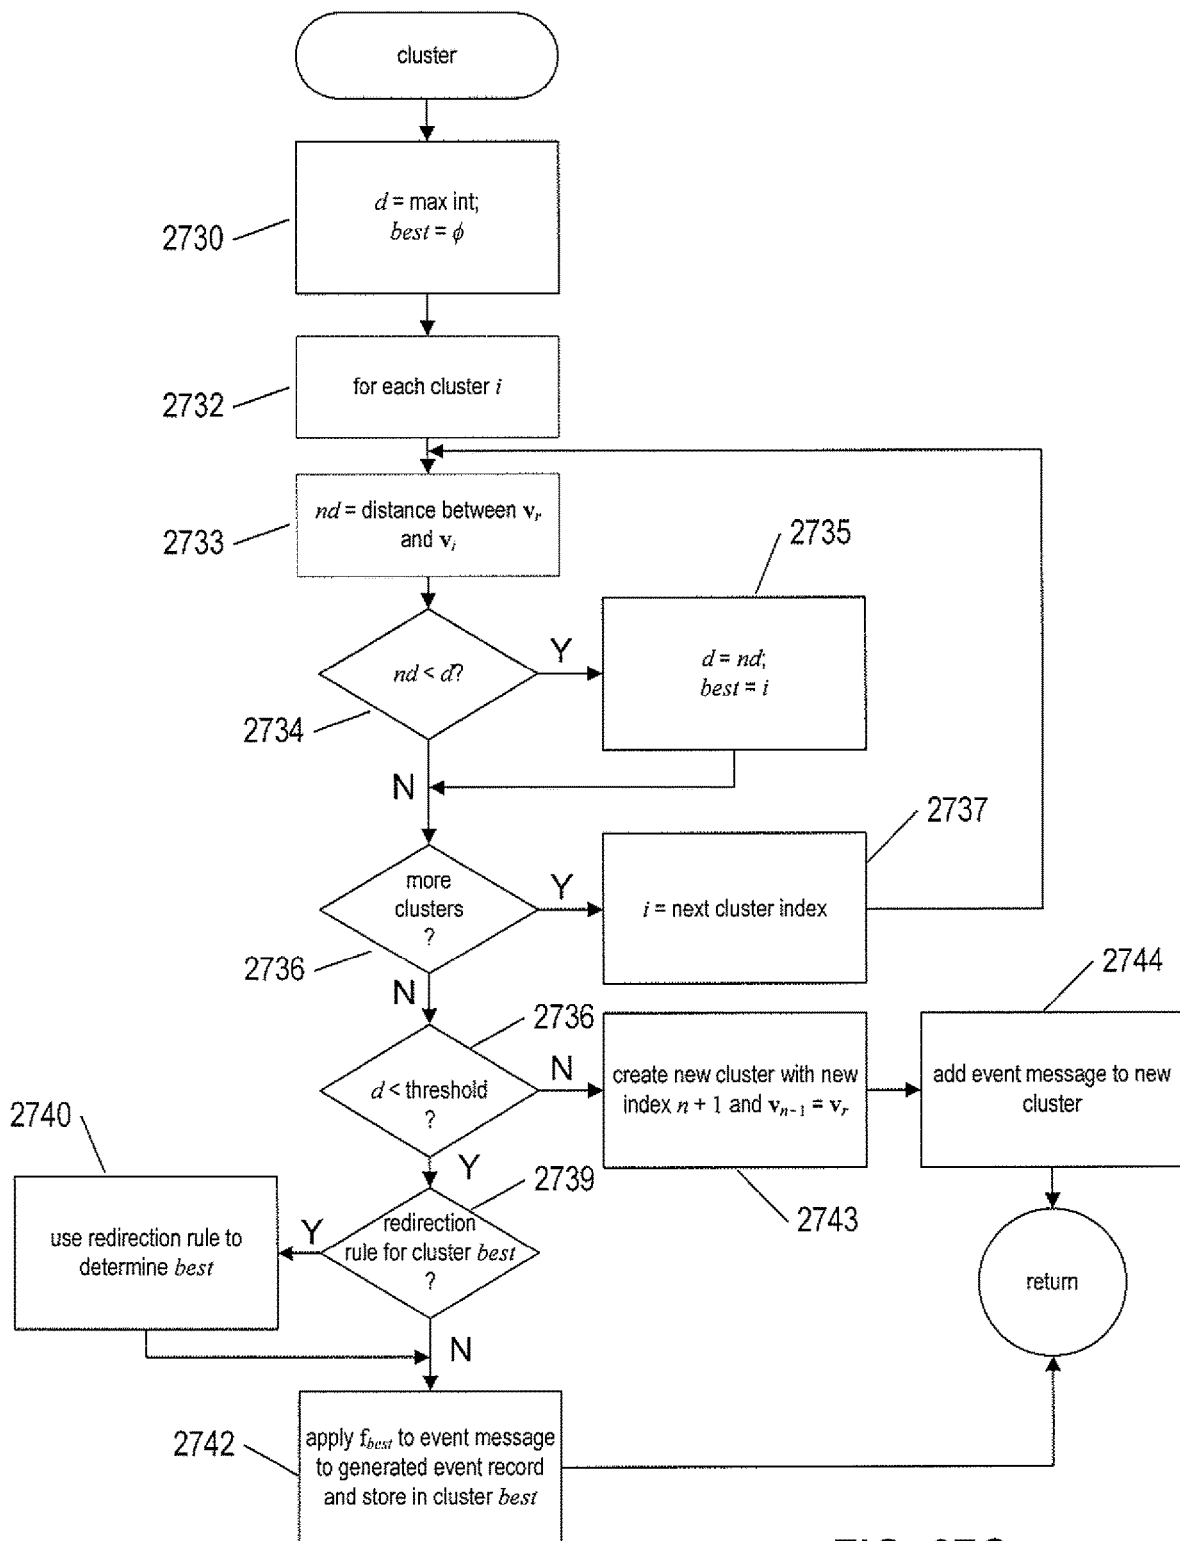 cluster
d = max int;
best = ϕ
2730
for each cluster i
2732
nd = distance between vr
and vi
2733
2735
nd < d?
Y
d = nd;
best = i
2734
N
2737
more
clusters
?
Y
i = next cluster index
2736
N
2744
2736
d < threshold
?
N
create new cluster with new
index n + 1 and vn-1 = vr
add event message to new
cluster
2740
Y
2739
2743
use redirection rule to
determine best
Y
redirection
rule for cluster best
?
return
N
2742
apply fbest to event message
to generated event record
and store in cluster best